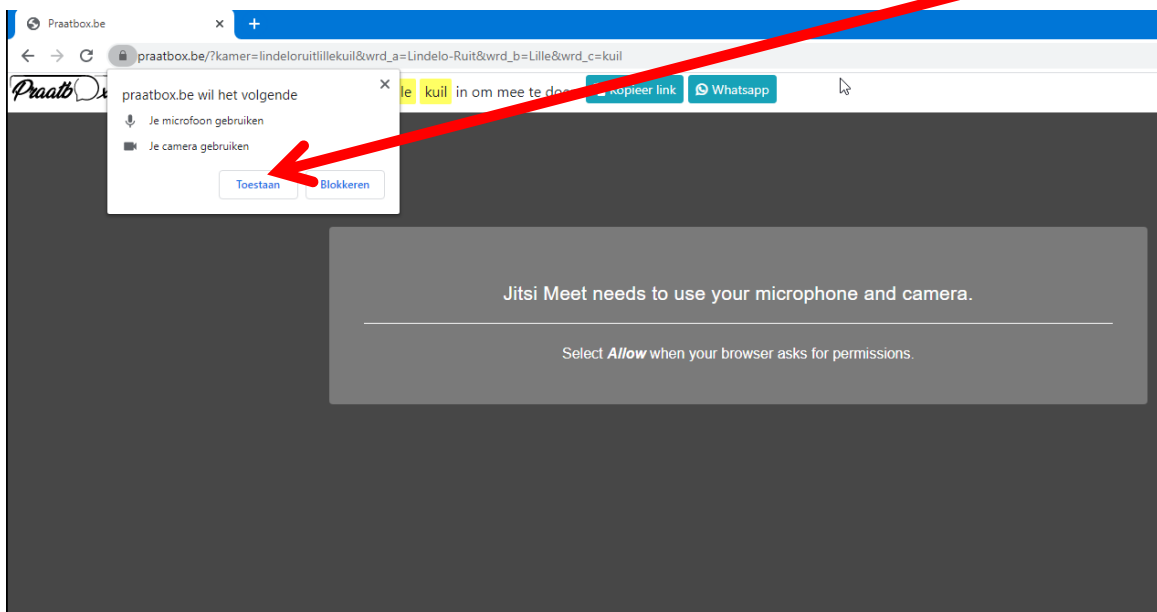 Praatbox.be
praatbox.be/?kamer=lindeloruitlillekuil&wrd_a=Lindelo-Ruit&wrd_b=Lille&wrd_c=kuil
Praatb kuil in om mee te Kopieer link Whatsapp
praatbox.be wil het volgende
Je microfoon gebruiken
Je camera gebruiken
Toestaan Blokkeren
Jitsi Meet needs to use your microphone and camera.
Select Allow when your browser asks for permissions.